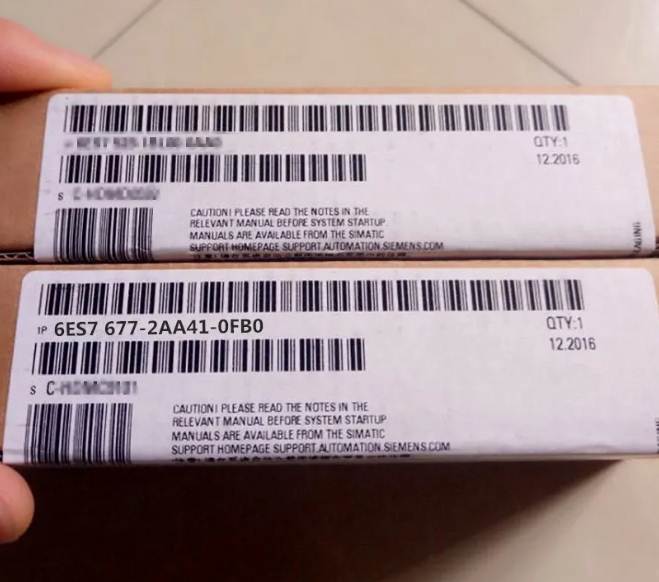 QTY:1
12.2016
S
CAUTION! PLEASE READ THE NOTES IN THE
RELEVANT MANUAL BEFORE SYSTEM STARTUP.
MANUALS ARE AVAILABLE FROM THE SIMATIC
SUPPORT HOMEPAGE SUPPORT.AUTOMATION.SIEMENS.COM
1P 6ES7 677-2AA41-0FB0
QTY:1
12.2016
S C-
CAUTION! PLEASE READ THE NOTES IN THE
RELEVANT MANUAL BEFORE SYSTEM STARTUP
MANUALS ARE AVAILABLE FROM THE SIMATIC
SUPPORT HOMEPAGE SUPPORT.AUTOMATION.SIEMENS.COM